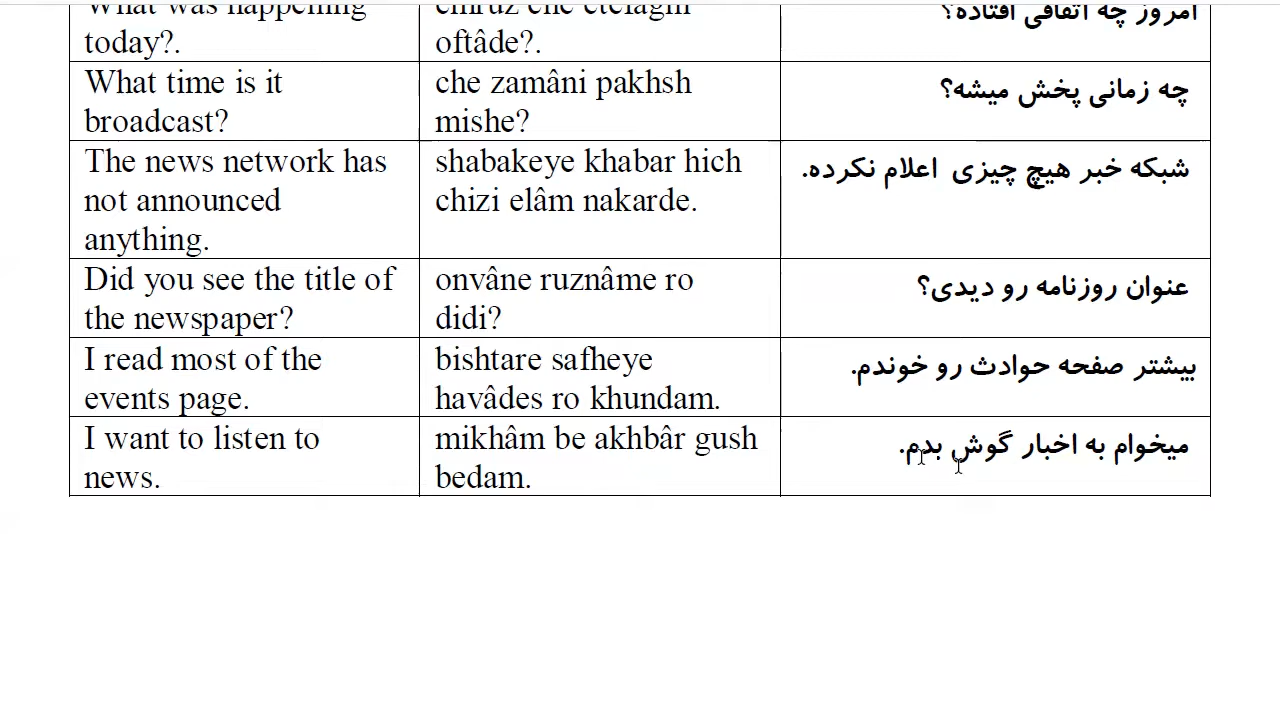 What was happening
today?.
emruz che etefaghi
oftâde?.
امروز چه اتفاقی افتاده؟
What time is it
broadcast?
che zamâni pakhsh
mishe?
چه زمانی پخش میشه؟
The news network has
not announced
anything.
shabakeye khabar hich
chizi elâm nakarde.
شبکه خبر هیچ چیزی اعلام نکرده.
Did you see the title of
the newspaper?
onvâne ruznâme ro
didi?
عنوان روزنامه رو دیدی؟
I read most of the
events page.
bishtare safheye
havâdes ro khundam.
بیشتر صفحه حوادث رو خوندم.
I want to listen to
news.
mikhâm be akhbâr gush
bedam.
میخوام به اخبار گوش بدم.